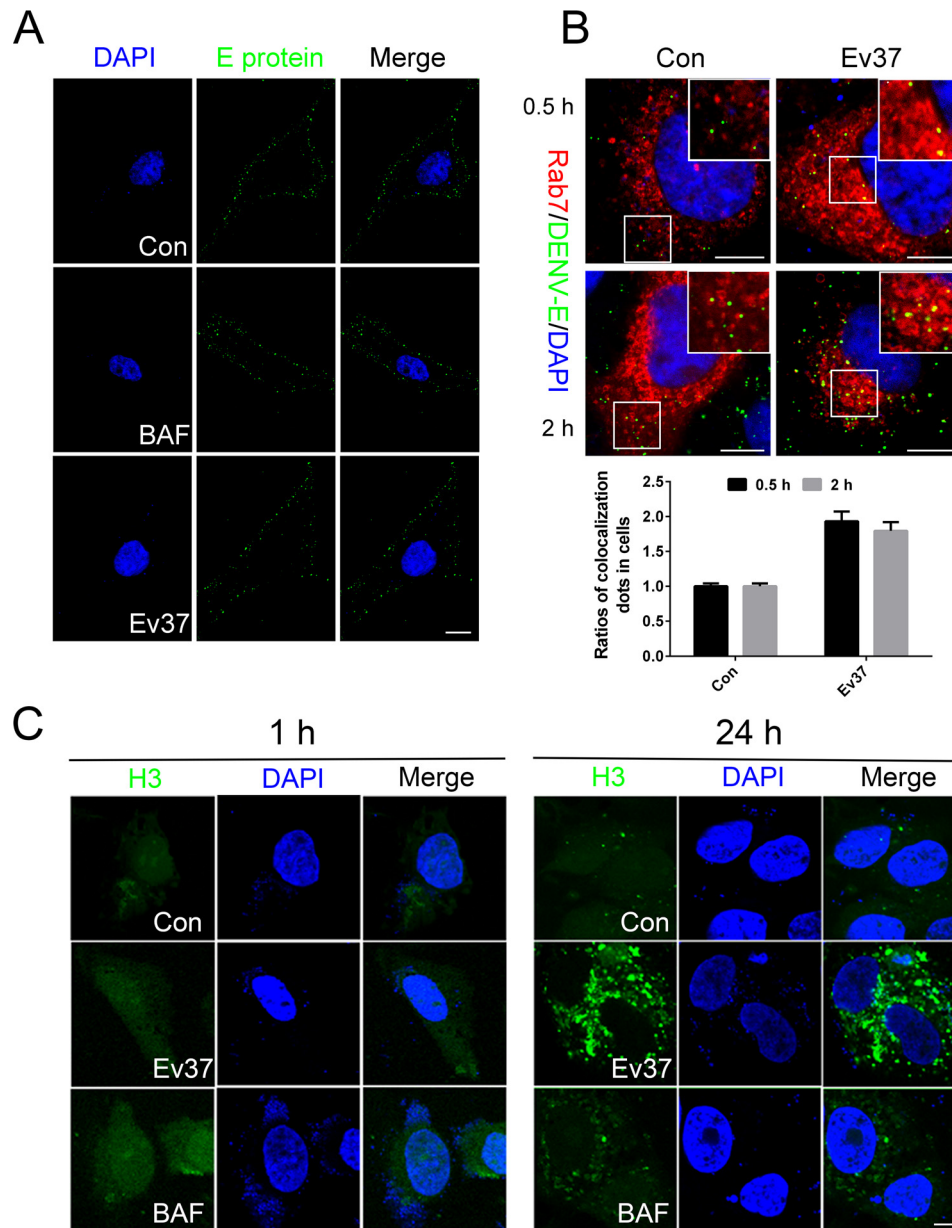 A
DAPI E protein Merge
Con
BAF
Ev37
B
Con Ev37
0.5 h
2 h
Rab7/DENV-E/DAPI
0.5 h 2 h
Ratios of colocalization
dots in cells
2.5
2.0
1.5
1.0
0.5
0.0
Con Ev37
C
1 h 24 h
H3 DAPI Merge H3 DAPI Merge
Con Con
Ev37 Ev37
BAF BAF